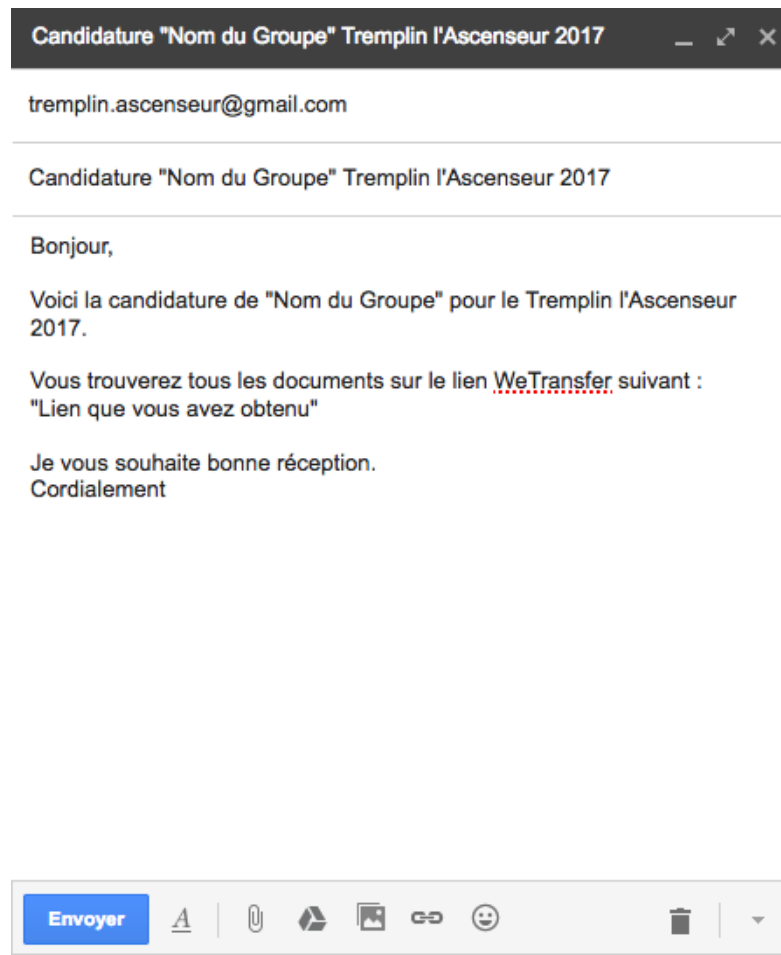 Candidature "Nom du Groupe" Tremplin l'Ascenseur 2017
tremplin.ascenseur@gmail.com
Candidature "Nom du Groupe" Tremplin l'Ascenseur 2017
Bonjour,
Voici la candidature de "Nom du Groupe" pour le Tremplin l'Ascenseur
2017.
Vous trouverez tous les documents sur le lien WeTransfer suivant :
"Lien que vous avez obtenu"
Je vous souhaite bonne réception.
Cordialement
Envoyer A